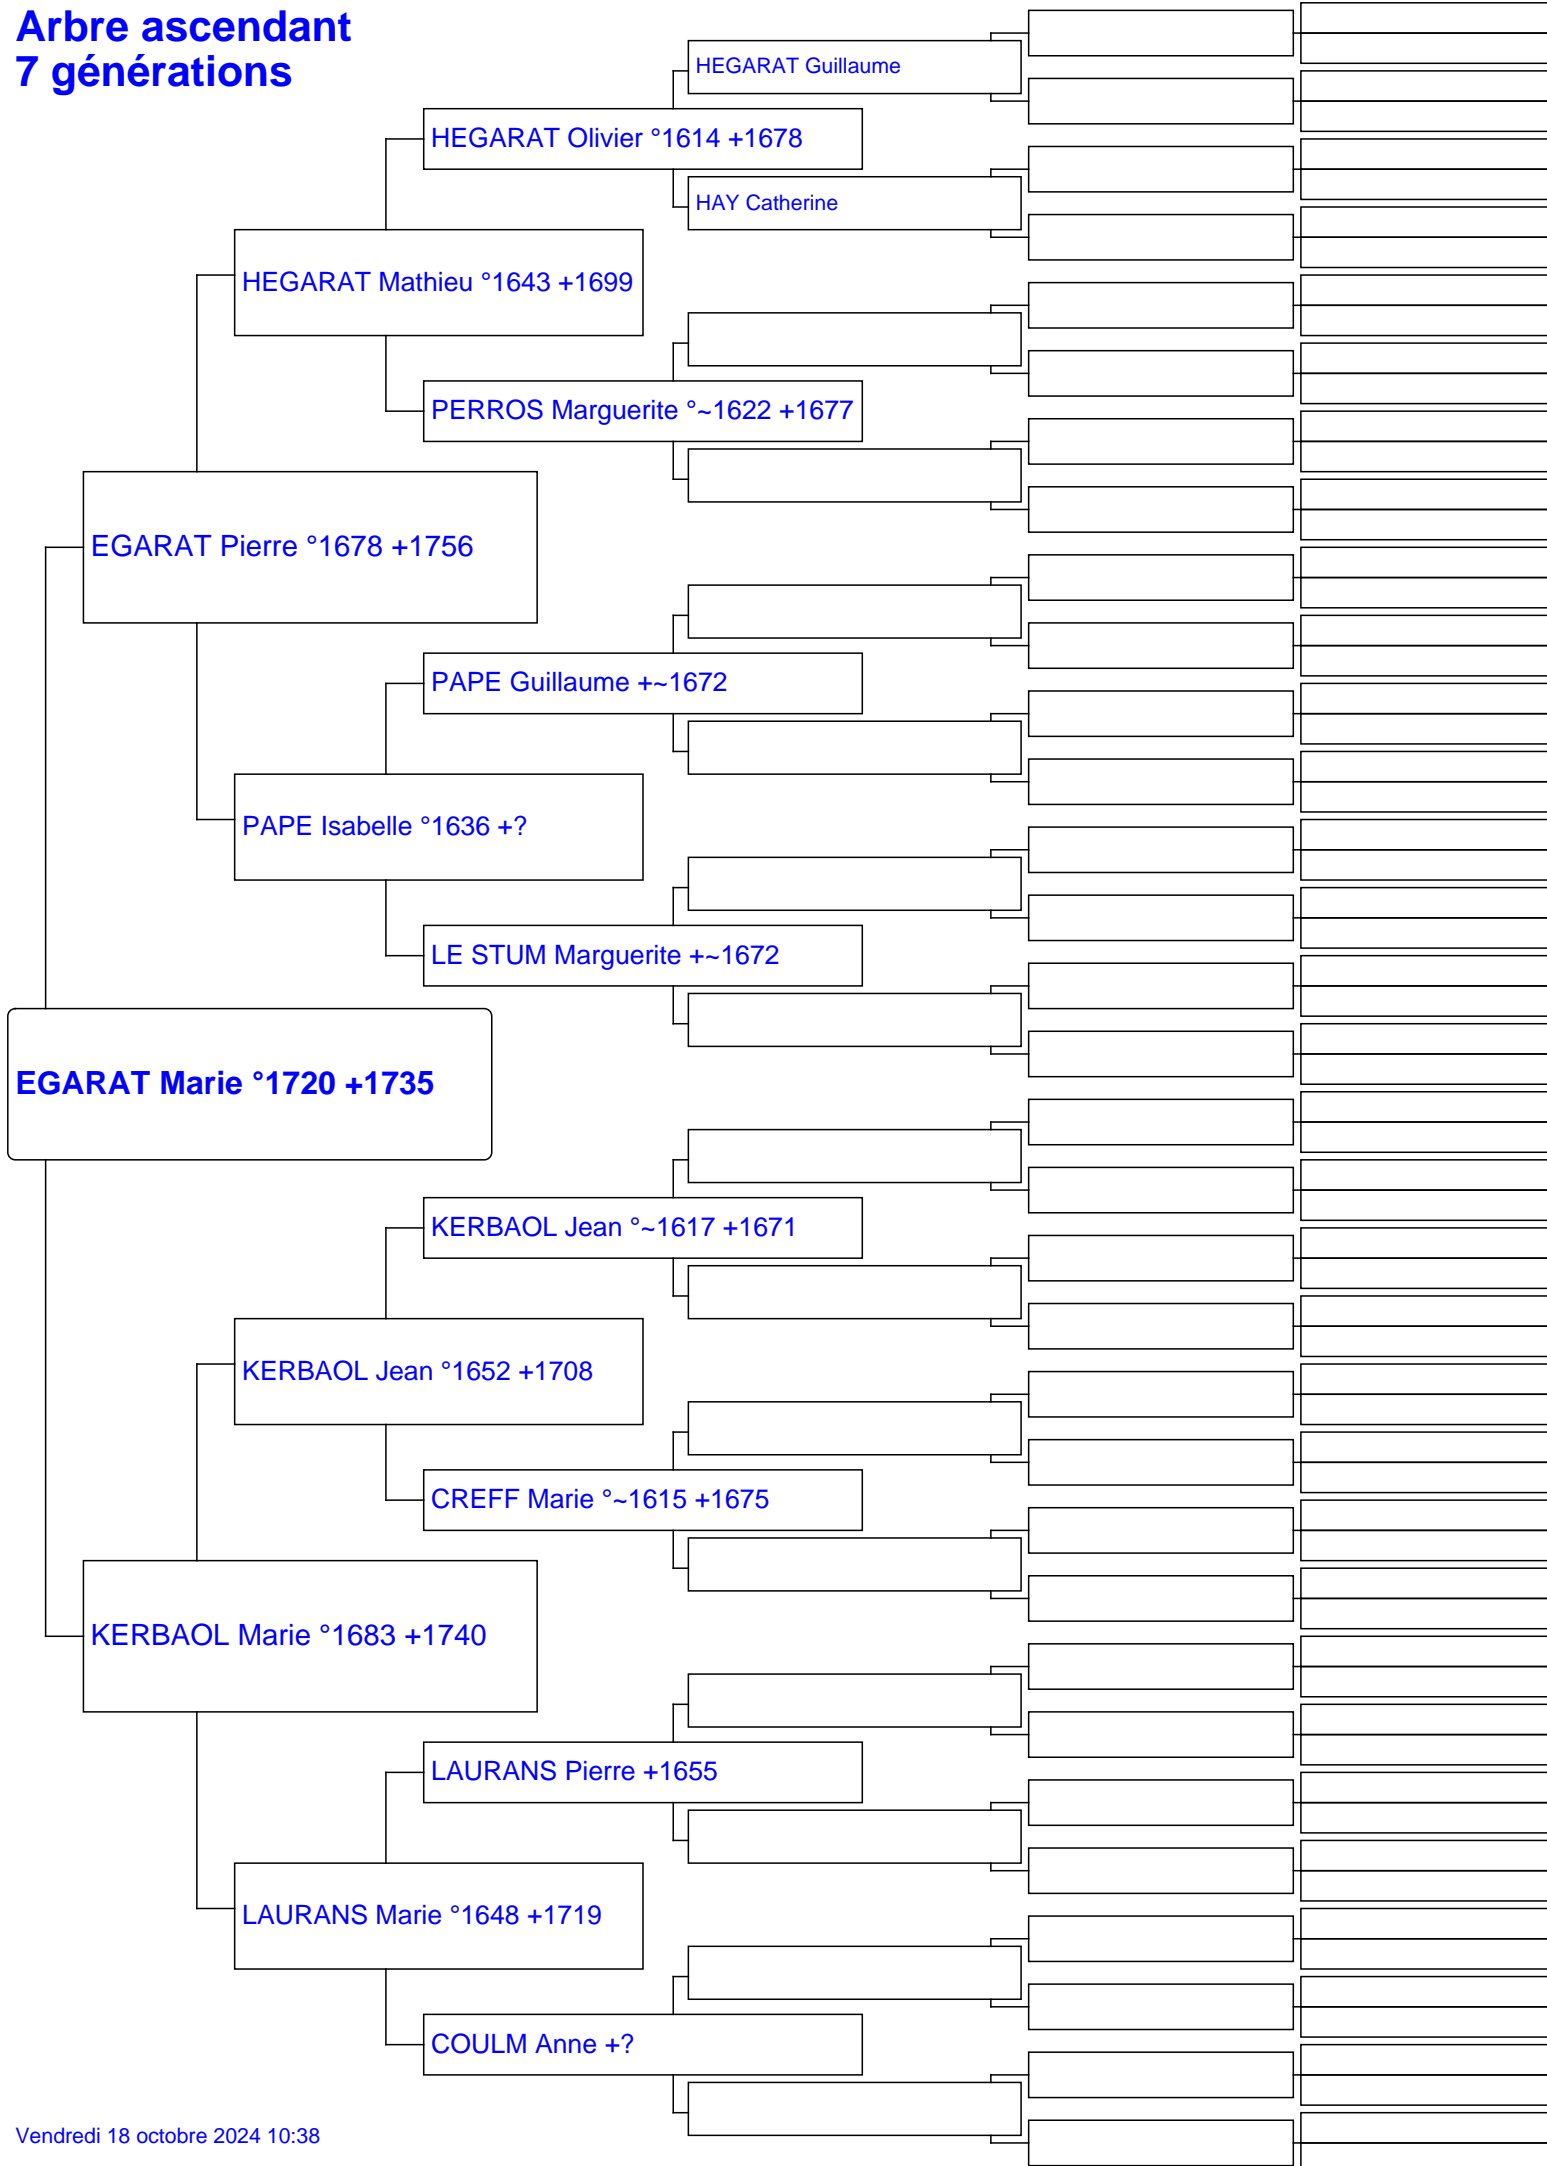 Arbre ascendant
7 générations
HEGARAT Guillaume
HEGARAT Olivier °1614 +1678
HAY Catherine
HEGARAT Mathieu °1643 +1699
PERROS Marguerite °~1622 +1677
EGARAT Pierre °1678 +1756
PAPE Guillaume +~1672
PAPE Isabelle °1636 +?
LE STUM Marguerite +~1672
EGARAT Marie °1720 +1735
KERBAOL Jean °~1617 +1671
KERBAOL Jean °1652 +1708
CREFF Marie °~1615 +1675
KERBAOL Marie °1683 +1740
LAURANS Pierre +1655
LAURANS Marie °1648 +1719
COULM Anne +?
Vendredi 18 octobre 2024 10:38